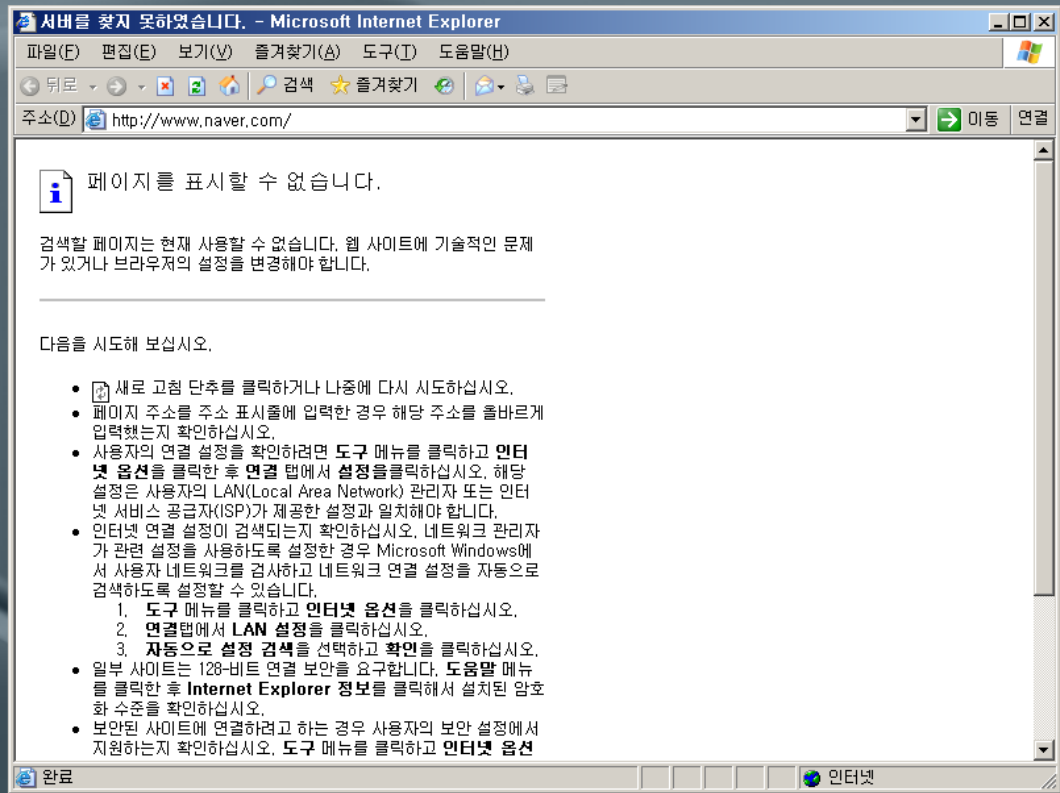 서버를 찾지 못하였습니다. - Microsoft Internet Explorer
파일(F) 편집(E) 보기(V) 즐겨찾기(A) 도구(T) 도움말(H)
뒤로 검색 즐겨찾기
주소(D) http://www.naver.com/ 이동 연결
페이지를 표시할 수 없습니다.
검색할 페이지는 현재 사용할 수 없습니다. 웹 사이트에 기술적인 문제
가 있거나 브라우저의 설정을 변경해야 합니다.
다음을 시도해 보십시오.
● 새로 고침 단추를 클릭하거나 나중에 다시 시도하십시오.
● 페이지 주소를 주소 표시줄에 입력한 경우 해당 주소를 올바르게
입력했는지 확인하십시오.
● 사용자의 연결 설정을 확인하려면 도구 메뉴를 클릭하고 인터
넷 옵션을 클릭한 후 연결 탭에서 설정을클릭하십시오. 해당
설정은 사용자의 LAN(Local Area Network) 관리자 또는 인터
넷 서비스 공급자(ISP)가 제공한 설정과 일치해야 합니다.
● 인터넷 연결 설정이 검색되는지 확인하십시오. 네트워크 관리자
가 관련 설정을 사용하도록 설정한 경우 Microsoft Windows에
서 사용자 네트워크를 검사하고 네트워크 연결 설정을 자동으로
검색하도록 설정할 수 있습니다.
1. 도구 메뉴를 클릭하고 인터넷 옵션을 클릭하십시오.
2. 연결탭에서 LAN 설정을 클릭하십시오.
3. 자동으로 설정 검색을 선택하고 확인을 클릭하십시오.
● 일부 사이트는 128-비트 연결 보안을 요구합니다. 도움말 메뉴
를 클릭한 후 Internet Explorer 정보를 클릭해서 설치된 암호
화 수준을 확인하십시오.
● 보안된 사이트에 연결하려고 하는 경우 사용자의 보안 설정에서
지원하는지 확인하십시오. 도구 메뉴를 클릭하고 인터넷 옵션
완료 인터넷